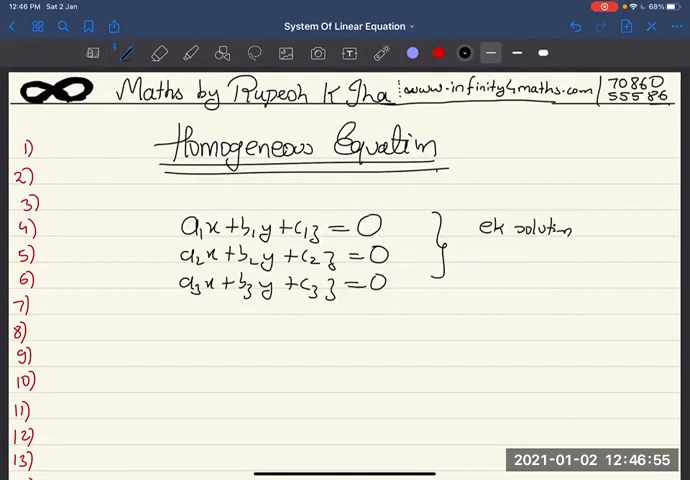 12:46 PM Sat 2 Jan
68%
System Of Linear Equation
Maths by Rupesh K Jha www.infinity4maths.com 70860 55586
Homogeneous Equation
1)
2)
3)
4) a₁x + b₁y + c₁z = 0 ek solution
5) a₂x + b₂y + c₂z = 0
6) a₃x + b₃y + c₃z = 0
7)
8)
9)
10)
11)
12)
13)
2021-01-02 12:46:55